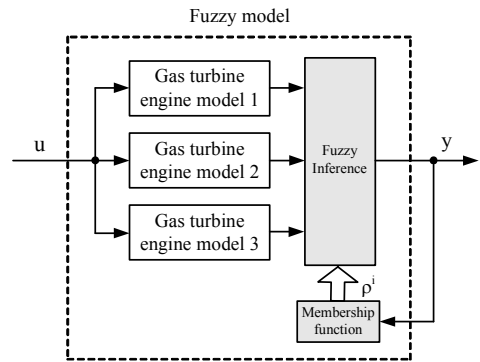 Fuzzy model
Gas turbine
engine model 1
u
Gas turbine
engine model 2
Gas turbine
engine model 3
Fuzzy
Inference
y
ρⁱ
Membership
function